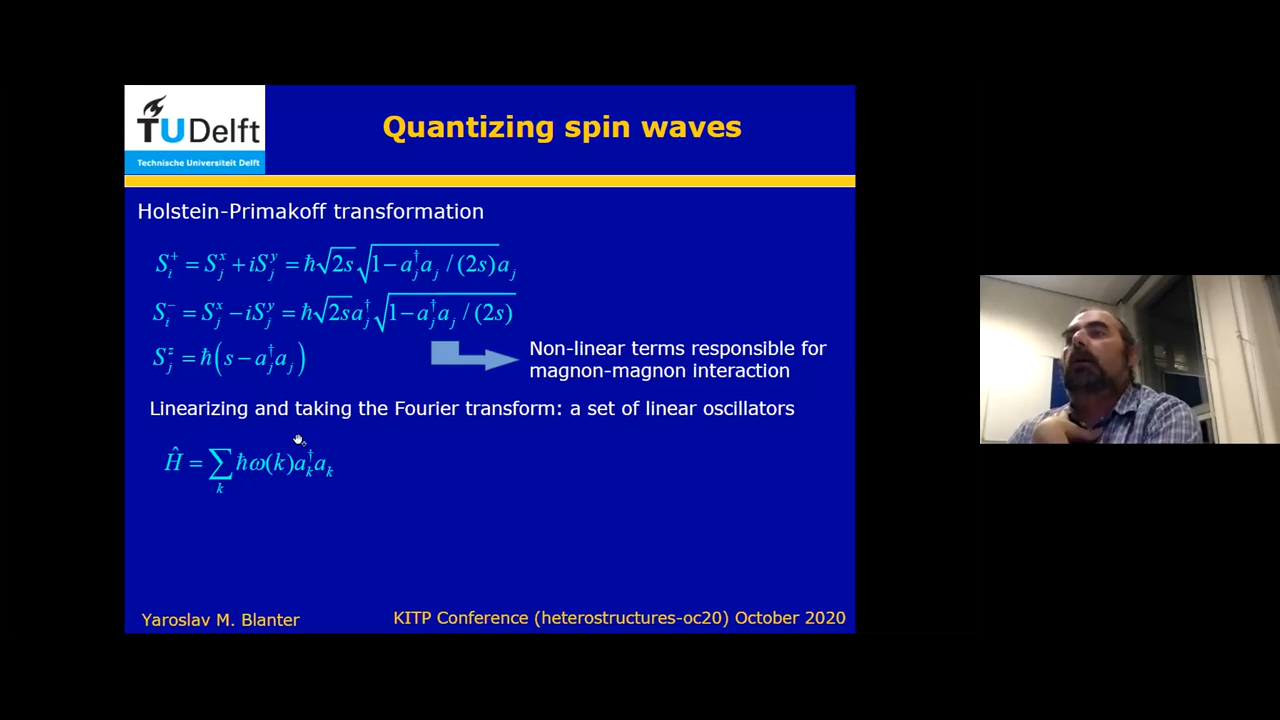 TUDelft
Technische Universiteit Delft
Quantizing spin waves
Holstein-Primakoff transformation
S_i^+ = S_j^x + iS_j^y = ħ√2s √(1 − a_j^† a_j / (2s)) a_j
S_i^− = S_j^x − iS_j^y = ħ√2s a_j^† √(1 − a_j^† a_j / (2s))
S_j^z = ħ(s − a_j^† a_j)
Non-linear terms responsible for
magnon-magnon interaction
Linearizing and taking the Fourier transform: a set of linear oscillators
Ĥ = ∑_k ħω(k) a_k^† a_k
Yaroslav M. Blanter
KITP Conference (heterostructures-oc20) October 2020